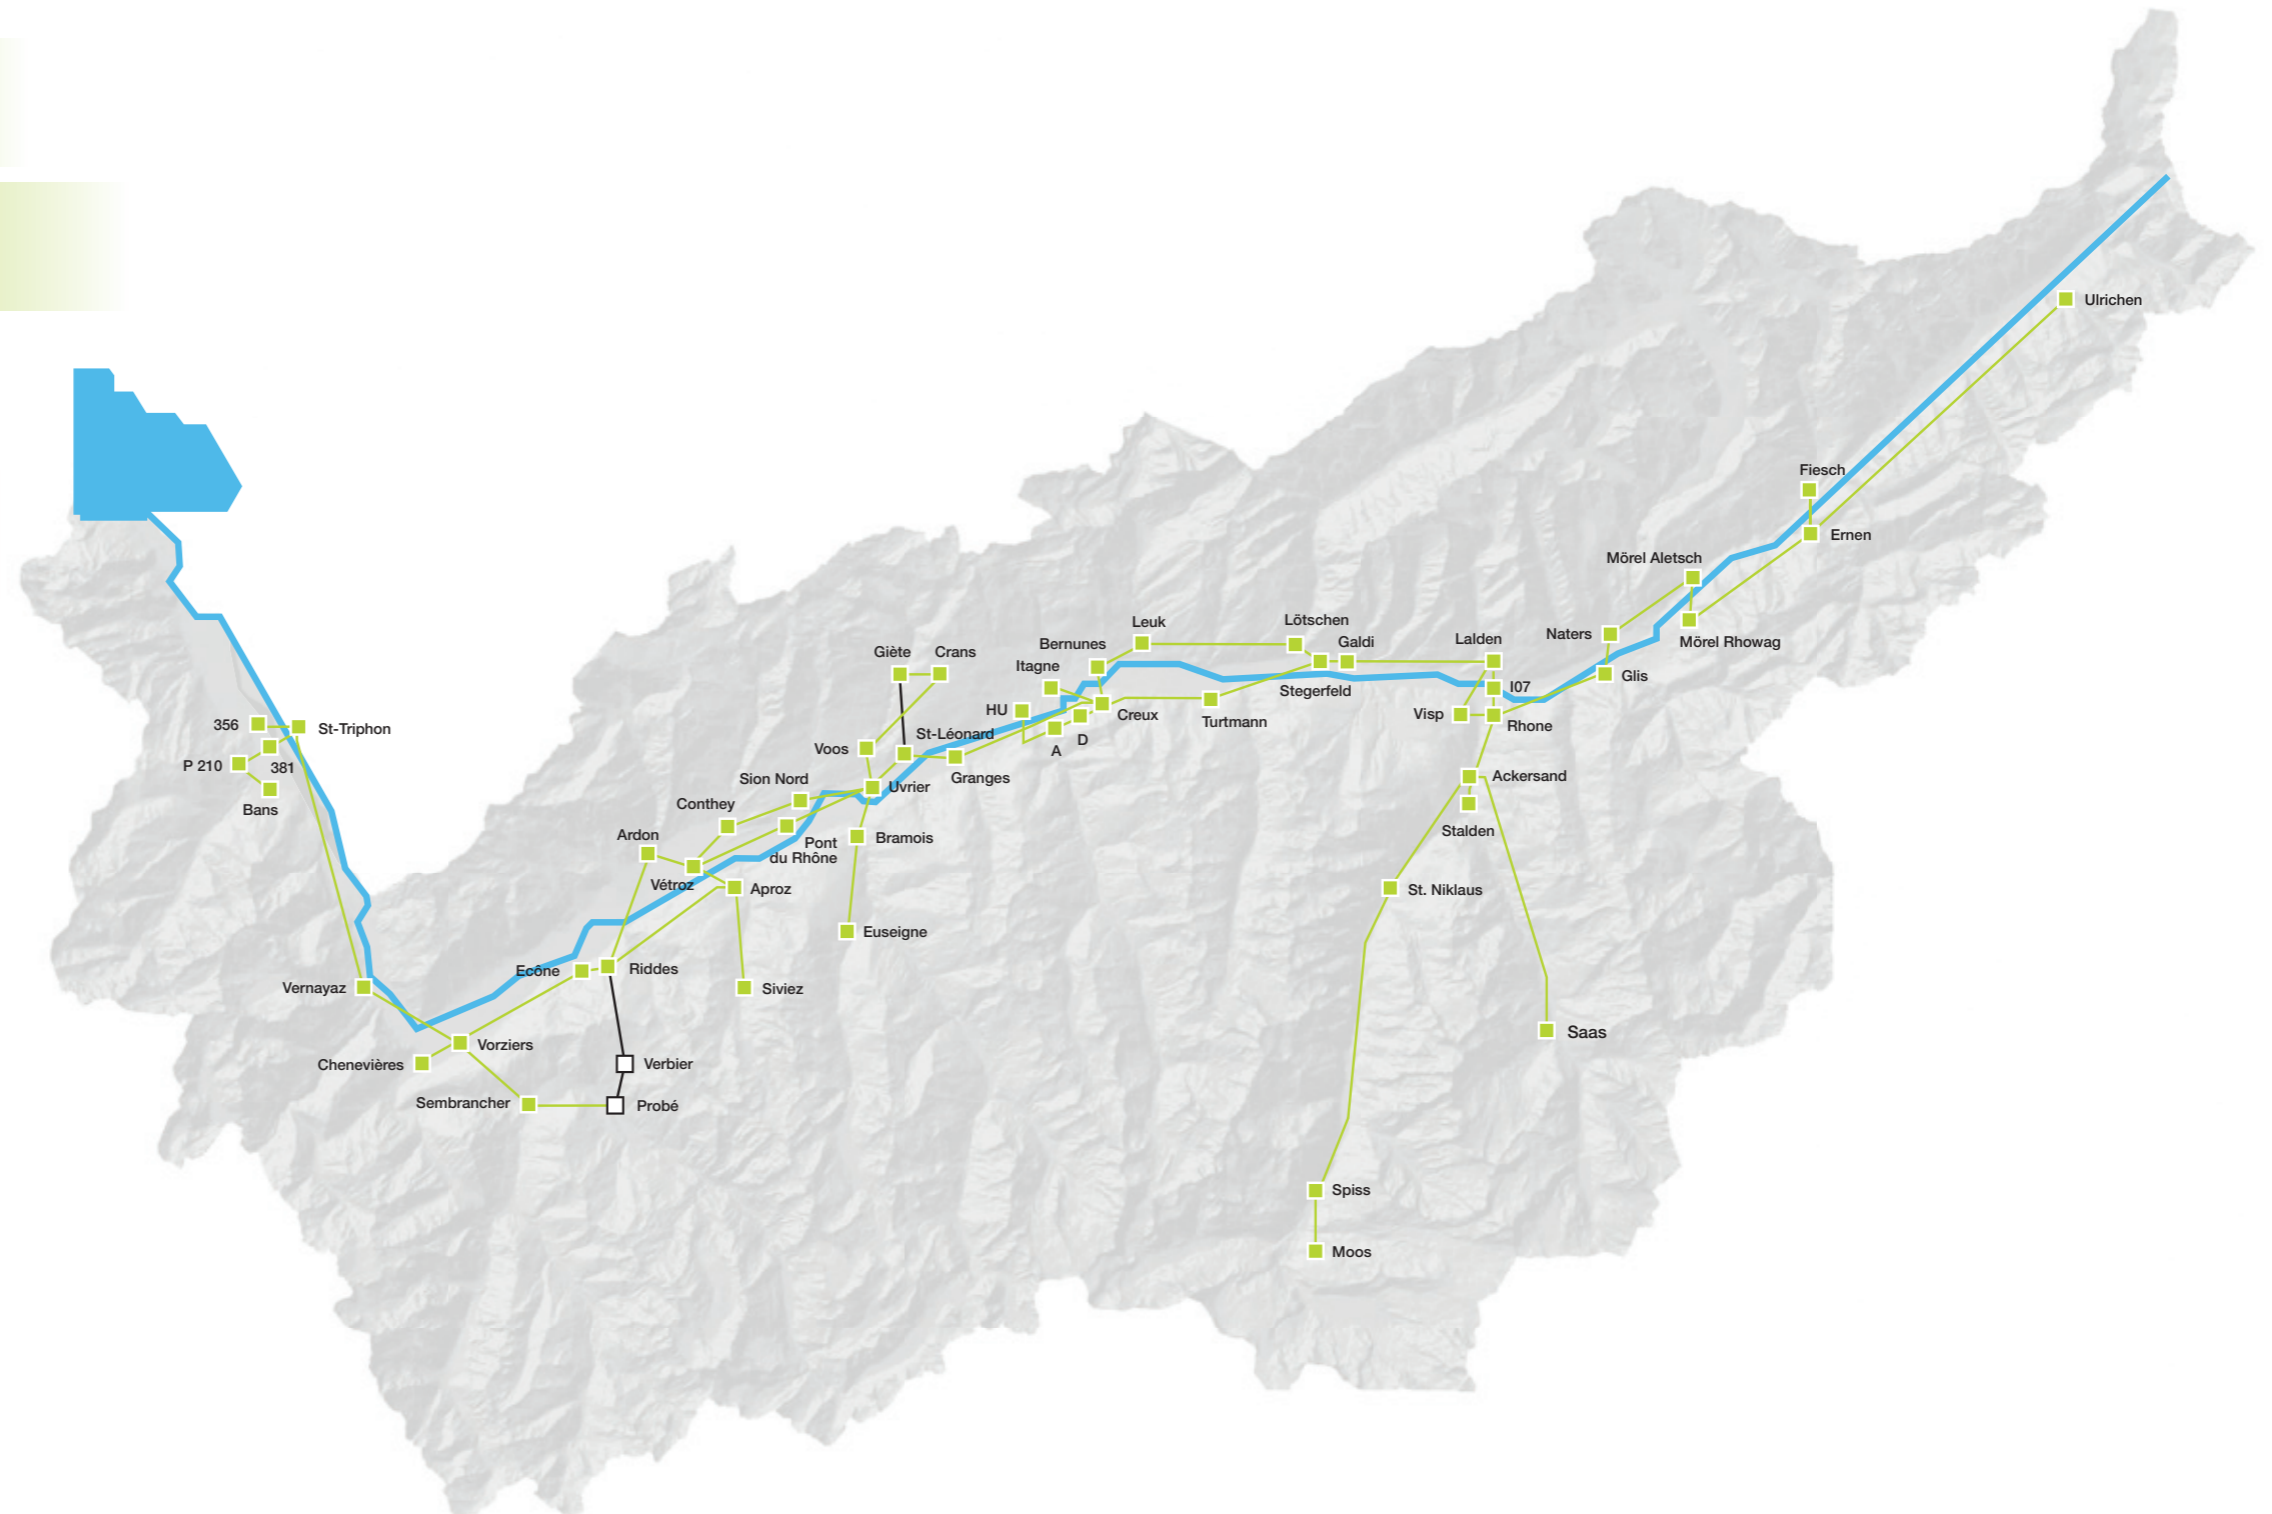 Ulrichen
Fiesch
Ernen
Mörel Aletsch
Mörel Rhowag
Naters
Glis
Leuk
Lötschen
Galdi
Lalden
Bernunes
Itagne
Giète
Crans
I07
Stegerfeld
HU
Creux
Turtmann
Visp
Rhone
356
St-Triphon
St-Léonard
D
A
Voos
P 210
381
Sion Nord
Granges
Ackersand
Uvrier
Bans
Conthey
Stalden
Ardon
Pont
du Rhône
Bramois
Vétroz
Aproz
St. Niklaus
Euseigne
Ecône
Riddes
Vernayaz
Siviez
Saas
Vorziers
Chenevières
Verbier
Sembrancher
Probé
Spiss
Moos